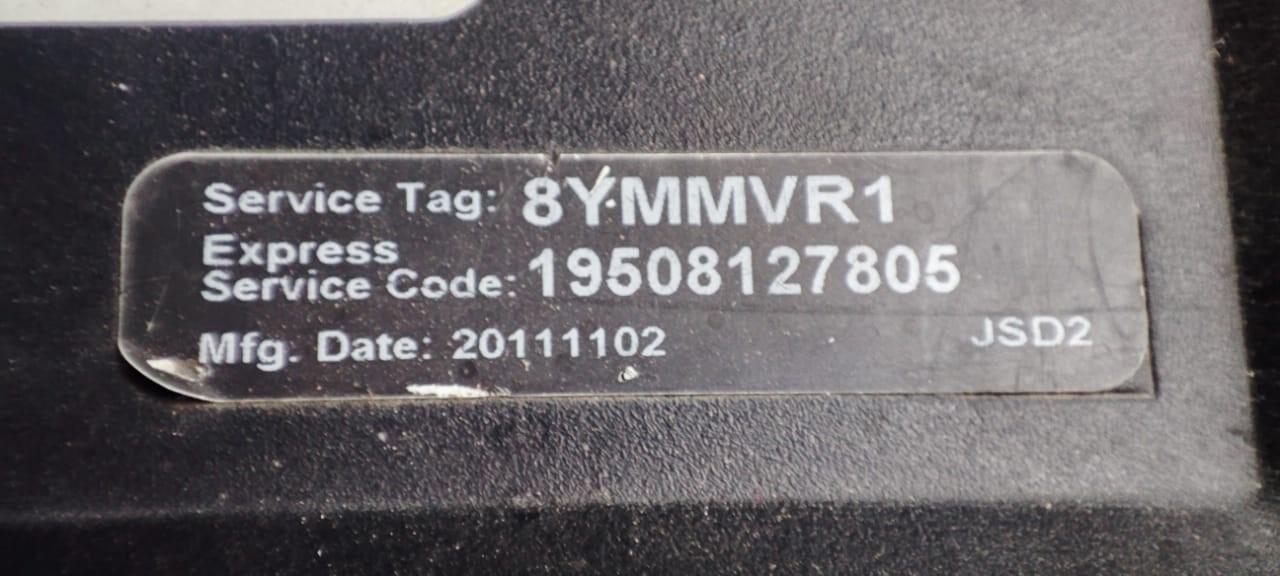 Service Tag: 8YMMVR1
Express
Service Code: 19508127805
Mfg. Date: 20111102 JSD2